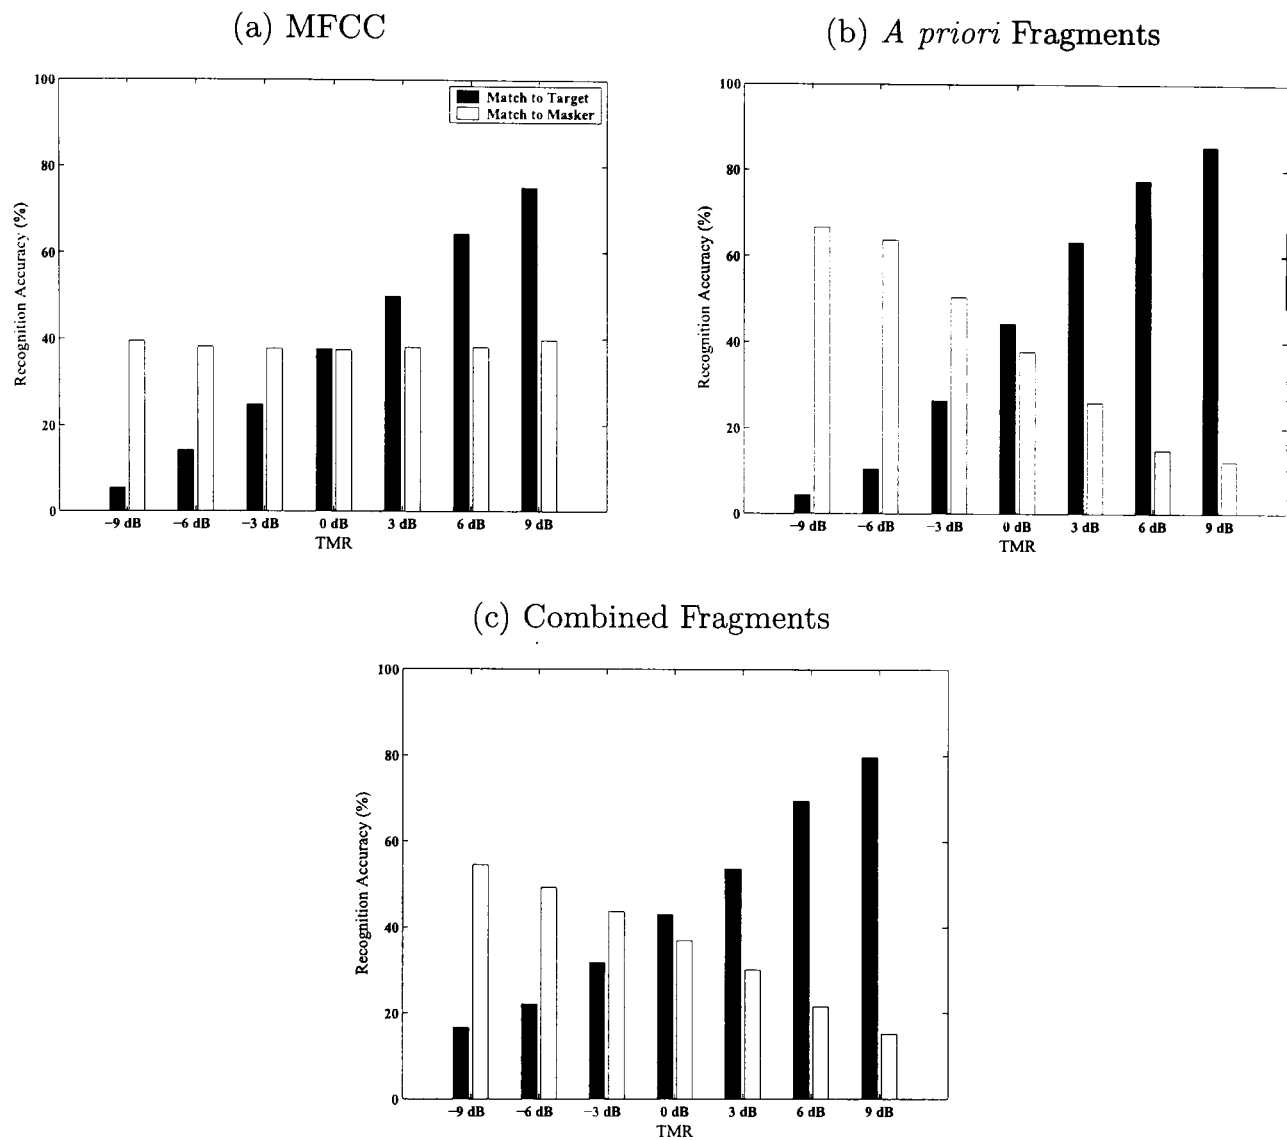 (a) MFCC
100
80
60
40
20
0
Recognition Accuracy (%)
Match to Target
Match to Masker
−9 dB −6 dB −3 dB 0 dB 3 dB 6 dB 9 dB
TMR
(b) A priori Fragments
100
80
60
40
20
0
Recognition Accuracy (%)
−9 dB −6 dB −3 dB 0 dB 3 dB 6 dB 9 dB
TMR
(c) Combined Fragments
100
80
60
40
20
0
Recognition Accuracy (%)
−9 dB −6 dB −3 dB 0 dB 3 dB 6 dB 9 dB
TMR